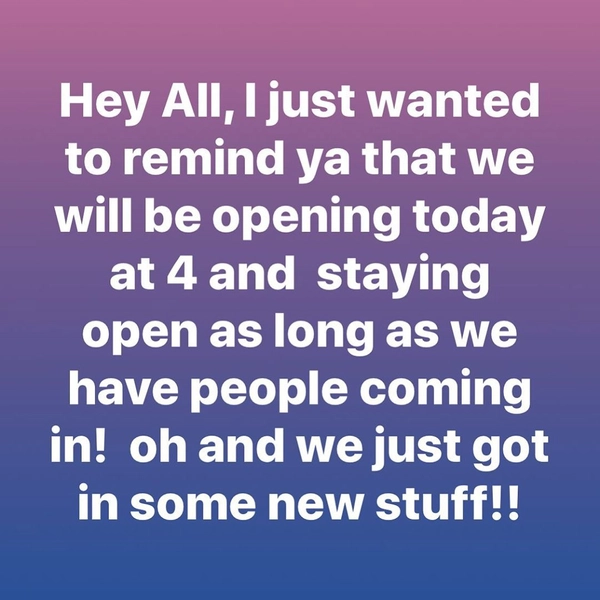 Hey All, I just wanted
to remind ya that we
will be opening today
at 4 and  staying
open as long as we
have people coming
in!  oh and we just got
in some new stuff!!